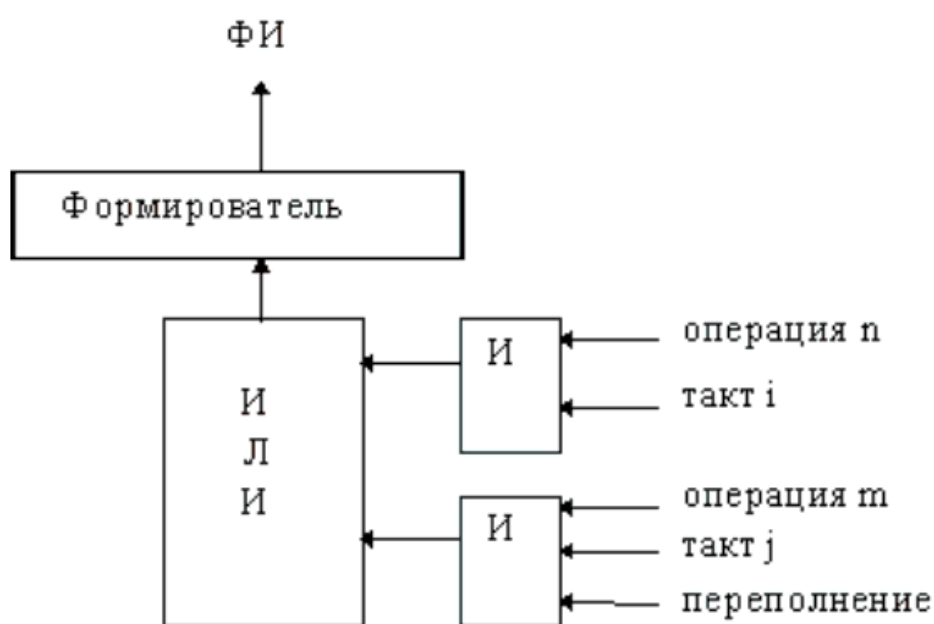 ФИ
Формирователь
И
Л
И
И
операция n
такт i
И
операция m
такт j
переполнение